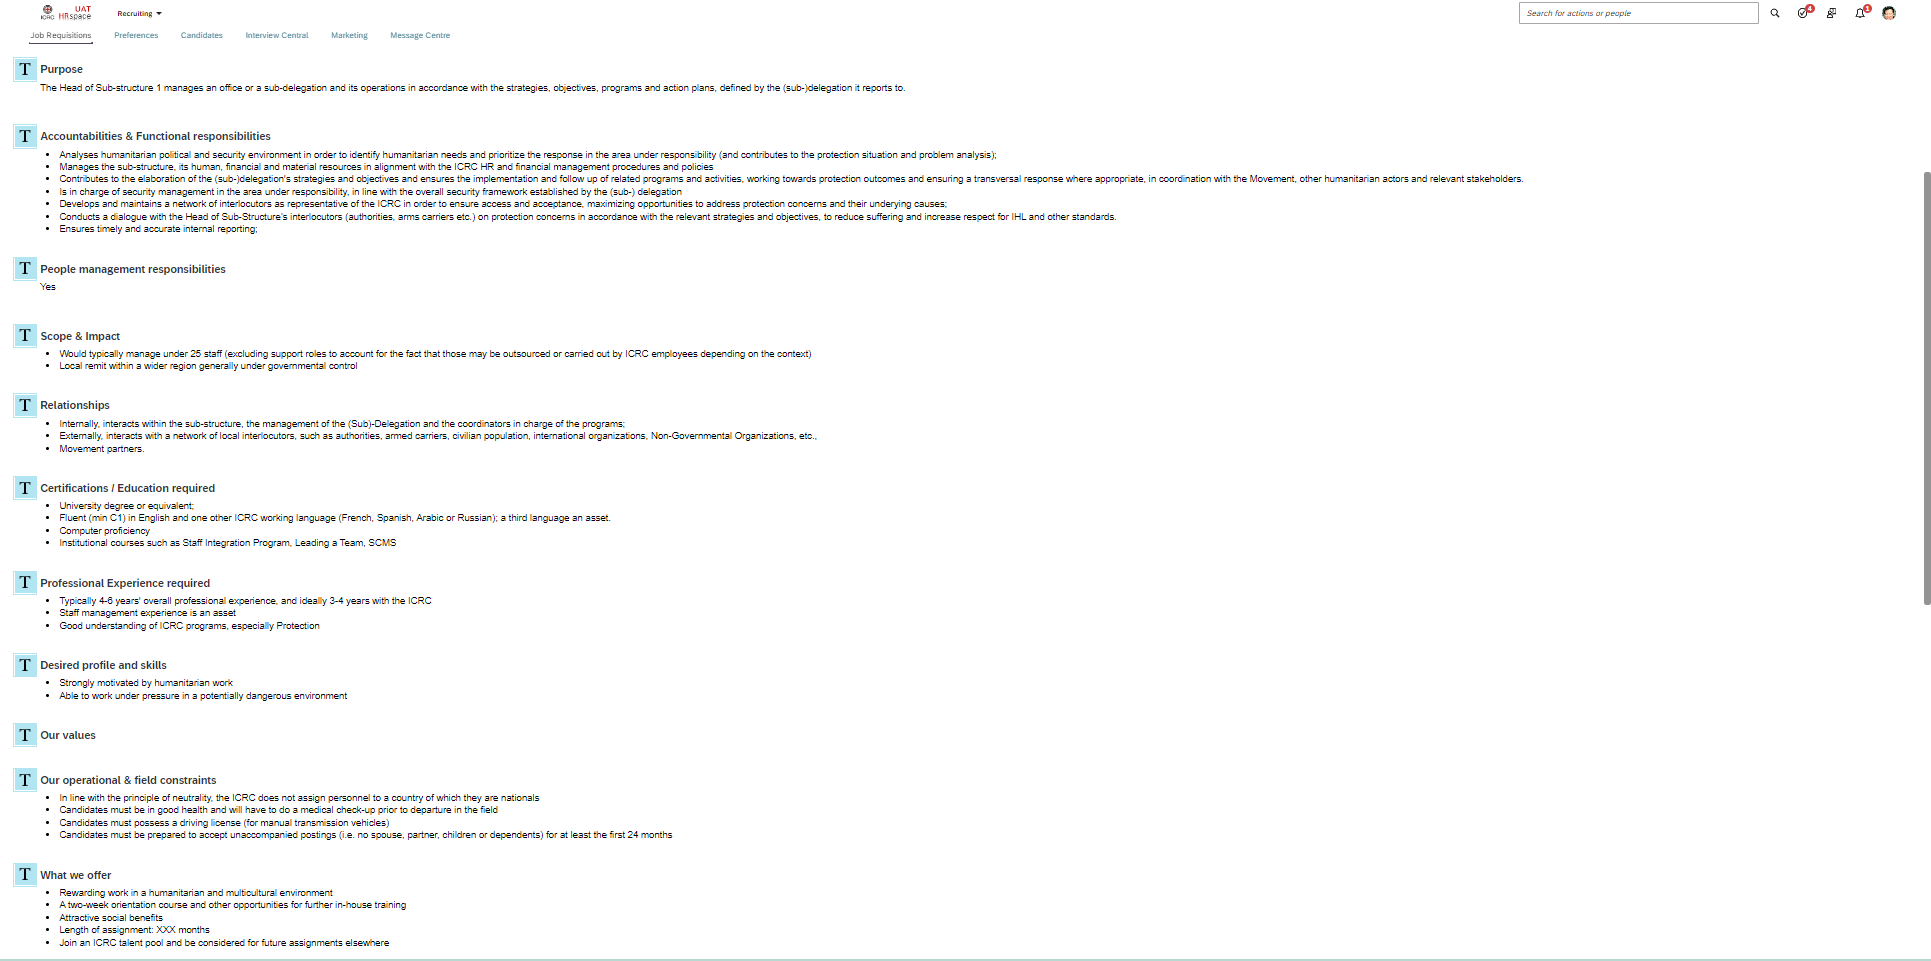 UAT
ICRC HRspace
Recruiting
Search for actions or people
4
1
Job Requisitions Preferences Candidates Interview Central Marketing Message Centre
T Purpose
The Head of Sub-structure 1 manages an office or a sub-delegation and its operations in accordance with the strategies, objectives, programs and action plans, defined by the (sub-)delegation it reports to.
T Accountabilities & Functional responsibilities
• Analyses humanitarian political and security environment in order to identify humanitarian needs and prioritize the response in the area under responsibility (and contributes to the protection situation and problem analysis);
• Manages the sub-structure, its human, financial and material resources in alignment with the ICRC HR and financial management procedures and policies
• Contributes to the elaboration of the (sub-)delegation's strategies and objectives and ensures the implementation and follow up of related programs and activities, working towards protection outcomes and ensuring a transversal response where appropriate, in coordination with the Movement, other humanitarian actors and relevant stakeholders.
• Is in charge of security management in the area under responsibility, in line with the overall security framework established by the (sub-) delegation
• Develops and maintains a network of interlocutors as representative of the ICRC in order to ensure access and acceptance, maximizing opportunities to address protection concerns and their underlying causes;
• Conducts a dialogue with the Head of Sub-Structure's interlocutors (authorities, arms carriers etc.) on protection concerns in accordance with the relevant strategies and objectives, to reduce suffering and increase respect for IHL and other standards.
• Ensures timely and accurate internal reporting;
T People management responsibilities
Yes
T Scope & Impact
• Would typically manage under 25 staff (excluding support roles to account for the fact that those may be outsourced or carried out by ICRC employees depending on the context)
• Local remit within a wider region generally under governmental control
T Relationships
• Internally, interacts within the sub-structure, the management of the (Sub)-Delegation and the coordinators in charge of the programs;
• Externally, interacts with a network of local interlocutors, such as authorities, armed carriers, civilian population, international organizations, Non-Governmental Organizations, etc.,
• Movement partners.
T Certifications / Education required
• University degree or equivalent;
• Fluent (min C1) in English and one other ICRC working language (French, Spanish, Arabic or Russian); a third language an asset.
• Computer proficiency
• Institutional courses such as Staff Integration Program, Leading a Team, SCMS
T Professional Experience required
• Typically 4-6 years' overall professional experience, and ideally 3-4 years with the ICRC
• Staff management experience is an asset
• Good understanding of ICRC programs, especially Protection
T Desired profile and skills
• Strongly motivated by humanitarian work
• Able to work under pressure in a potentially dangerous environment
T Our values
T Our operational & field constraints
• In line with the principle of neutrality, the ICRC does not assign personnel to a country of which they are nationals
• Candidates must be in good health and will have to do a medical check-up prior to departure in the field
• Candidates must possess a driving license (for manual transmission vehicles)
• Candidates must be prepared to accept unaccompanied postings (i.e. no spouse, partner, children or dependents) for at least the first 24 months
T What we offer
• Rewarding work in a humanitarian and multicultural environment
• A two-week orientation course and other opportunities for further in-house training
• Attractive social benefits
• Length of assignment: XXX months
• Join an ICRC talent pool and be considered for future assignments elsewhere